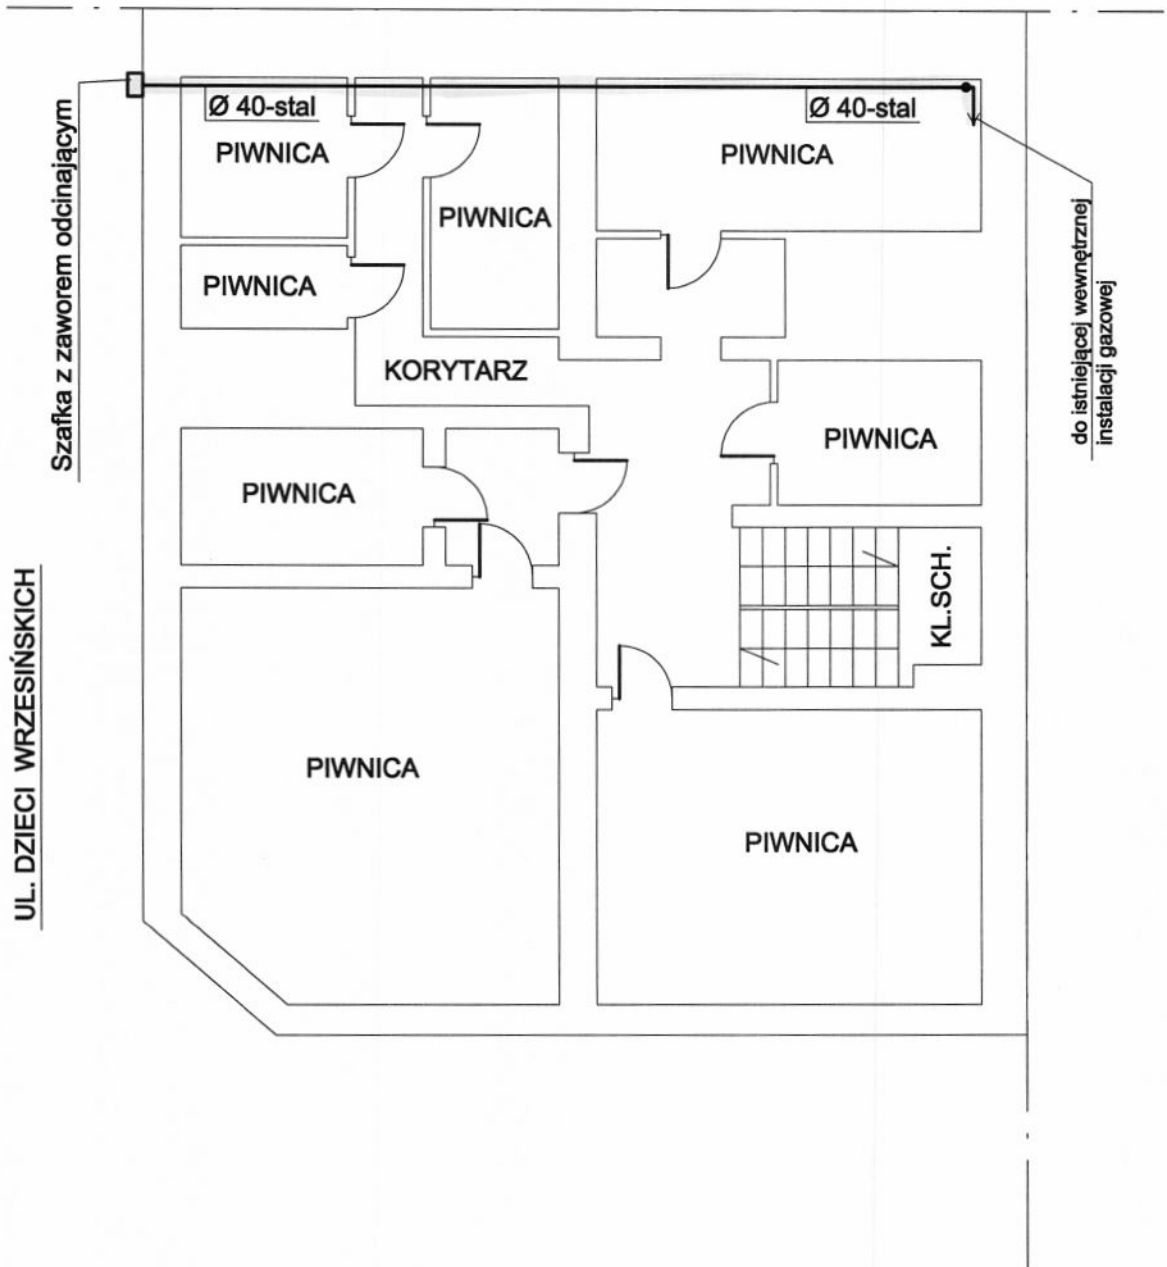 Ø 40-stal
Ø 40-stal
PIWNICA
PIWNICA
PIWNICA
PIWNICA
KORYTARZ
PIWNICA
PIWNICA
KL.SCH.
PIWNICA
PIWNICA
Szafka z zaworem odcinającym
UL. DZIECI WRZESIŃSKICH
do istniejącej wewnętrznej
instalacji gazowej